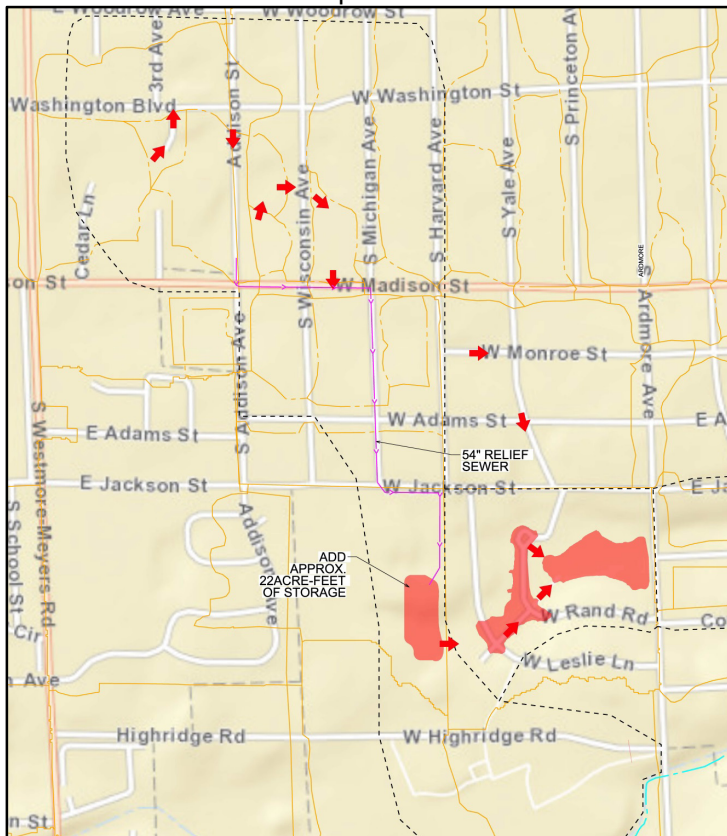 E Woodrow Ave
W Woodrow St
3rd Ave
Addison St
S Princeton Av
Washington Blvd
W Washington St
S Michigan Ave
S Harvard Ave
S Yale Ave
S Wisconsin Ave
Cedar Ln
ARDMORE
S Ardmore Ave
son St
W Madison St
W Monroe St
S Addison Ave
W Adams St
E A
E Adams St
54" RELIEF
SEWER
S Westmore-Meyers Rd
E Jackson St
W Jackson St
E Ja
S School St
Addison Ave
ADD
APPROX.
22ACRE-FEET
OF STORAGE
W Rand Rd
Co
Cir
W Leslie Ln
n Ave
Highridge Rd
W Highridge Rd
n St